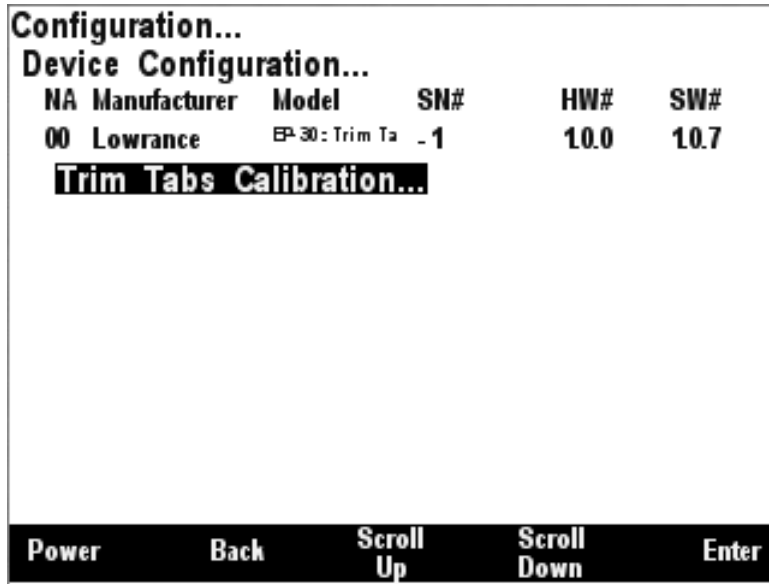 Configuration...
Device Configuration...
NA Manufacturer Model SN# HW# SW#
00 Lowrance EP-30: Trim Ta -1 1.0.0 1.0.7
Trim Tabs Calibration...
Power Back Scroll Up Scroll Down Enter